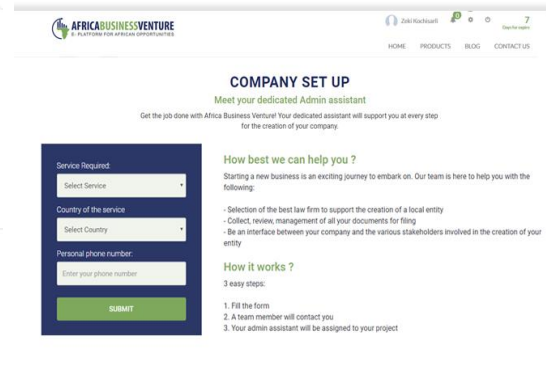 AFRICABUSINESSVENTURE
E- PLATFORM FOR AFRICAN OPPORTUNITIES
7
HOME PRODUCTS BLOG CONTACT US
COMPANY SET UP
Meet your dedicated Admin assistant
Get the job done with Africa Business Venture! Your dedicated assistant will support you at every step
for the creation of your company.
Service Required:
Select Service
Country of the service
Select Country
Personal phone number:
Enter your phone number
SUBMIT
How best we can help you ?
Starting a new business is an exciting journey to embark on. Our team is here to help you with the
following:
- Selection of the best law firm to support the creation of a local entity
- Collect, review, management of all your documents for filing
- Be an interface between your company and the various stakeholders involved in the creation of your
entity
How it works ?
3 easy steps:
1. Fill the form
2. A team member will contact you
3. Your admin assistant will be assigned to your project